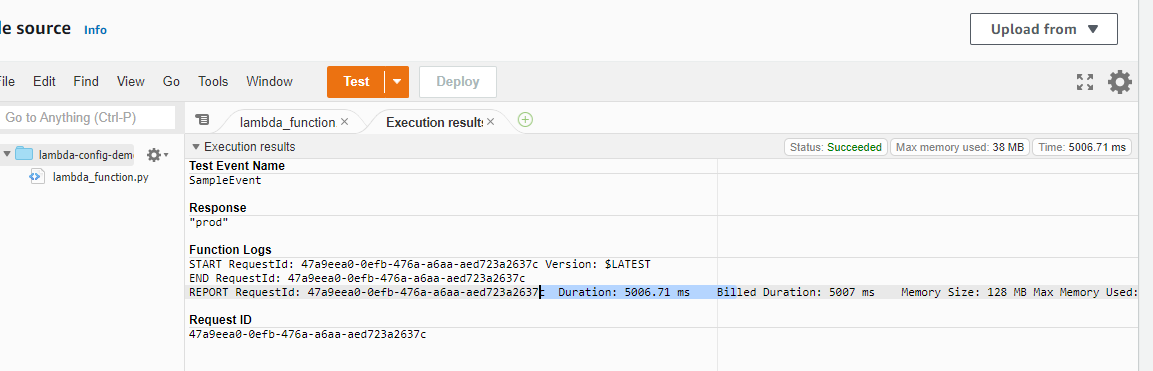 le source Info
Upload from
File Edit Find View Go Tools Window Test Deploy
Go to Anything (Ctrl-P)
lambda_function × Execution results ×
lambda-config-dem
lambda_function.py
Execution results Status: Succeeded Max memory used: 38 MB Time: 5006.71 ms
Test Event Name
SampleEvent
Response
"prod"
Function Logs
START RequestId: 47a9eea0-0efb-476a-a6aa-aed723a2637c Version: $LATEST
END RequestId: 47a9eea0-0efb-476a-a6aa-aed723a2637c
REPORT RequestId: 47a9eea0-0efb-476a-a6aa-aed723a2637c Duration: 5006.71 ms Billed Duration: 5007 ms Memory Size: 128 MB Max Memory Used:
Request ID
47a9eea0-0efb-476a-a6aa-aed723a2637c